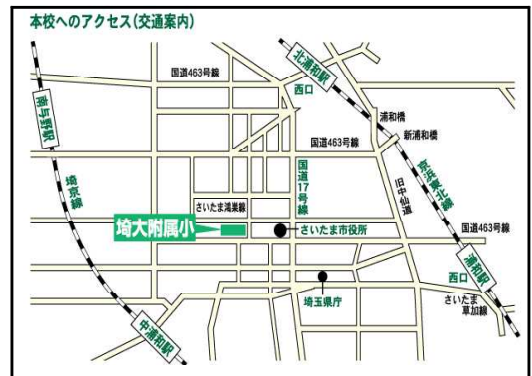 本校へのアクセス(交通案内)
国道463号線
北浦和駅
西口
南与野駅
浦和橋
新浦和橋
国道463号線
京浜東北線
埼京線
国道17号線
旧中仙道
さいたま鴻巣線
埼大附属小
さいたま市役所
国道463号線
浦和駅
西口
埼玉県庁
さいたま
草加線
中浦和駅